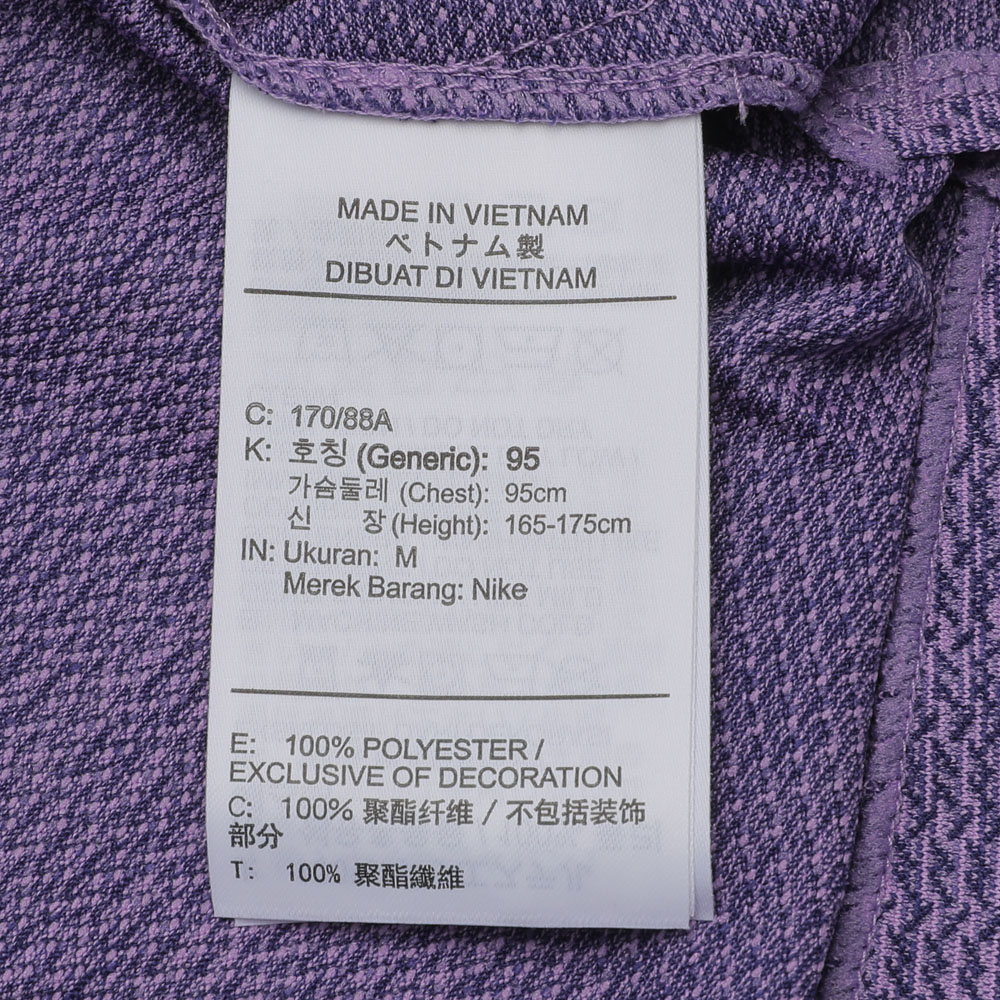 MADE IN VIETNAM
ベトナム製
DIBUAT DI VIETNAM
C: 170/88A
K: 호칭 (Generic): 95
가슴둘레 (Chest): 95cm
신 장 (Height): 165-175cm
IN: Ukuran: M
Merek Barang: Nike
E: 100% POLYESTER /
EXCLUSIVE OF DECORATION
C: 100% 聚酯纤维 / 不包括装饰
部分
T: 100% 聚酯纖維